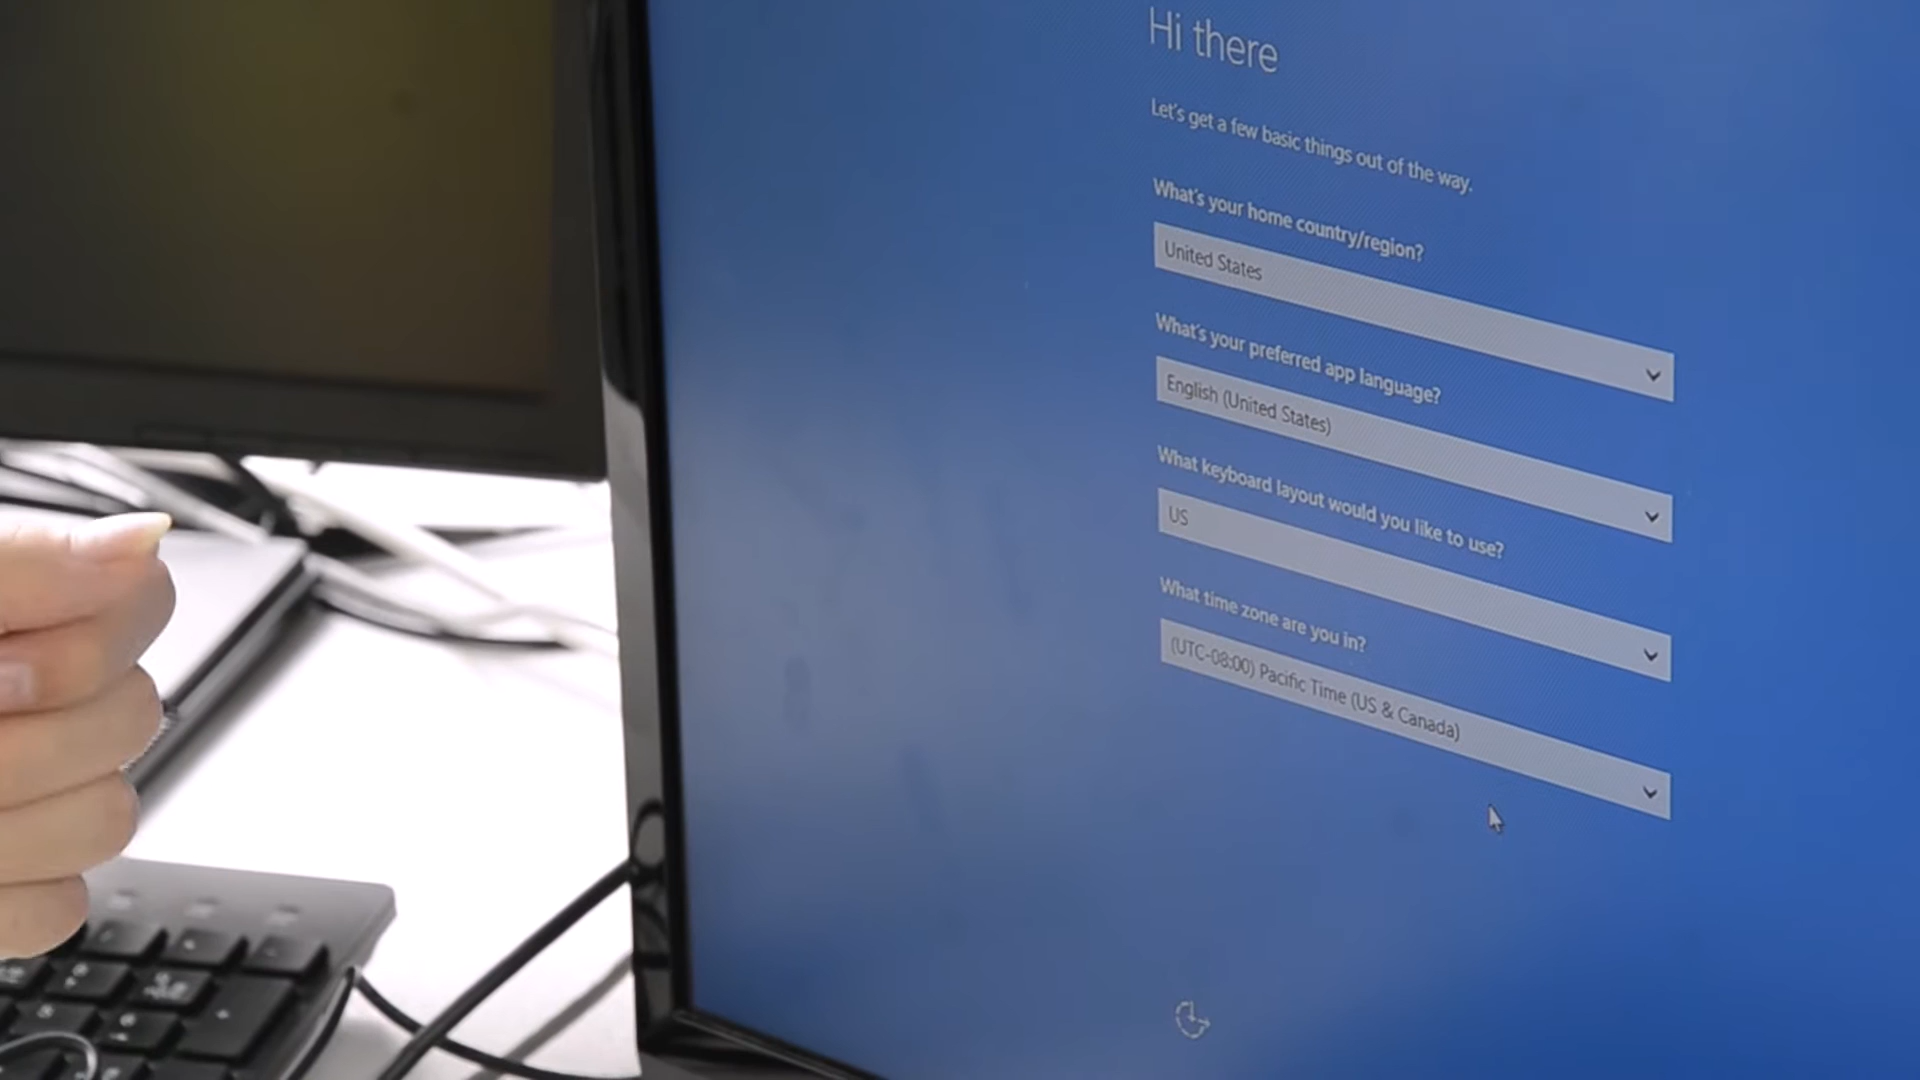 Hi there
Let's get a few basic things out of the way.
What's your home country/region?
United States
What's your preferred app language?
English (United States)
What keyboard layout would you like to use?
US
What time zone are you in?
(UTC-08:00) Pacific Time (US & Canada)